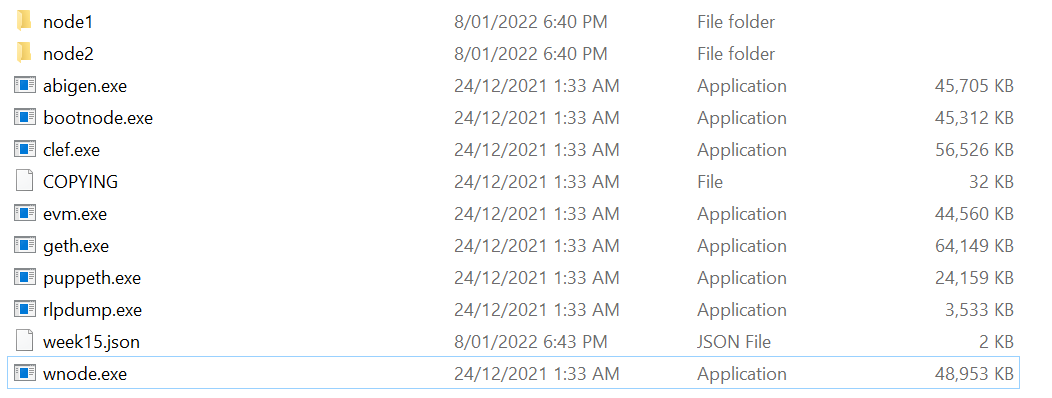 node1 8/01/2022 6:40 PM File folder
node2 8/01/2022 6:40 PM File folder
abigen.exe 24/12/2021 1:33 AM Application 45,705 KB
bootnode.exe 24/12/2021 1:33 AM Application 45,312 KB
clef.exe 24/12/2021 1:33 AM Application 56,526 KB
COPYING 24/12/2021 1:33 AM File 32 KB
evm.exe 24/12/2021 1:33 AM Application 44,560 KB
geth.exe 24/12/2021 1:33 AM Application 64,149 KB
puppeth.exe 24/12/2021 1:33 AM Application 24,159 KB
rlpdump.exe 24/12/2021 1:33 AM Application 3,533 KB
week15.json 8/01/2022 6:43 PM JSON File 2 KB
wnode.exe 24/12/2021 1:33 AM Application 48,953 KB